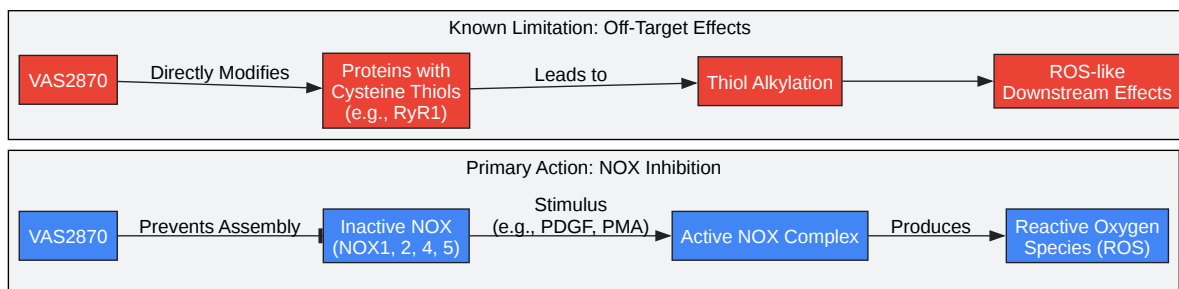 Known Limitation: Off-Target Effects
VAS2870
Directly Modifies
Proteins with
Cysteine Thiols
(e.g., RyR1)
Leads to
Thiol Alkylation
ROS-like
Downstream Effects
Primary Action: NOX Inhibition
VAS2870
Prevents Assembly
Inactive NOX
(NOX1, 2, 4, 5)
Stimulus
(e.g., PDGF, PMA)
Active NOX Complex
Produces
Reactive Oxygen
Species (ROS)